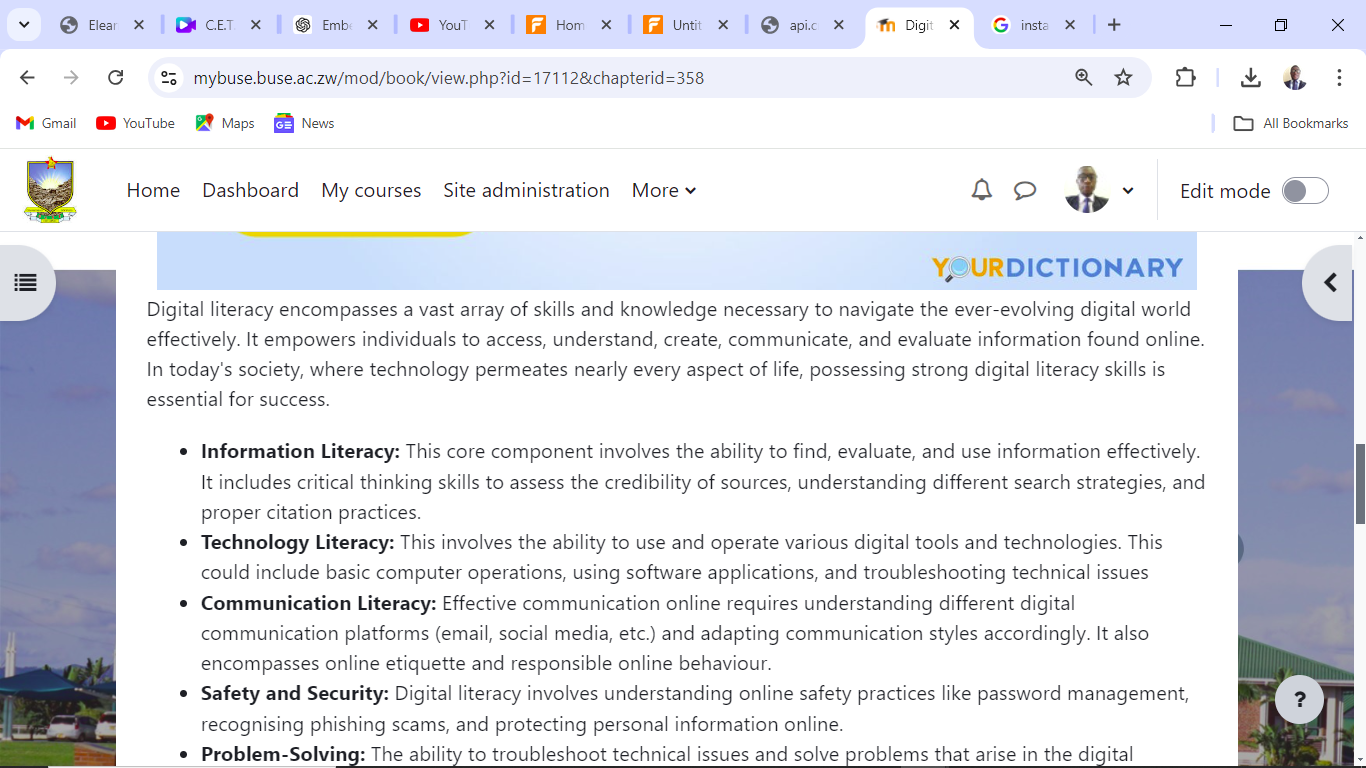 Elear
C.E.T
Embe
YouT
Hom
Untit
api.c
Digit
insta
mybuse.buse.ac.zw/mod/book/view.php?id=17112&chapterid=358
Gmail YouTube Maps GE News All Bookmarks
Home Dashboard My courses Site administration More Edit mode
YOURDICTIONARY
Digital literacy encompasses a vast array of skills and knowledge necessary to navigate the ever-evolving digital world
effectively. It empowers individuals to access, understand, create, communicate, and evaluate information found online.
In today's society, where technology permeates nearly every aspect of life, possessing strong digital literacy skills is
essential for success.
• Information Literacy: This core component involves the ability to find, evaluate, and use information effectively.
It includes critical thinking skills to assess the credibility of sources, understanding different search strategies, and
proper citation practices.
• Technology Literacy: This involves the ability to use and operate various digital tools and technologies. This
could include basic computer operations, using software applications, and troubleshooting technical issues
• Communication Literacy: Effective communication online requires understanding different digital
communication platforms (email, social media, etc.) and adapting communication styles accordingly. It also
encompasses online etiquette and responsible online behaviour.
• Safety and Security: Digital literacy involves understanding online safety practices like password management,
recognising phishing scams, and protecting personal information online.
?
• Problem-Solving: The ability to troubleshoot technical issues and solve problems that arise in the digital